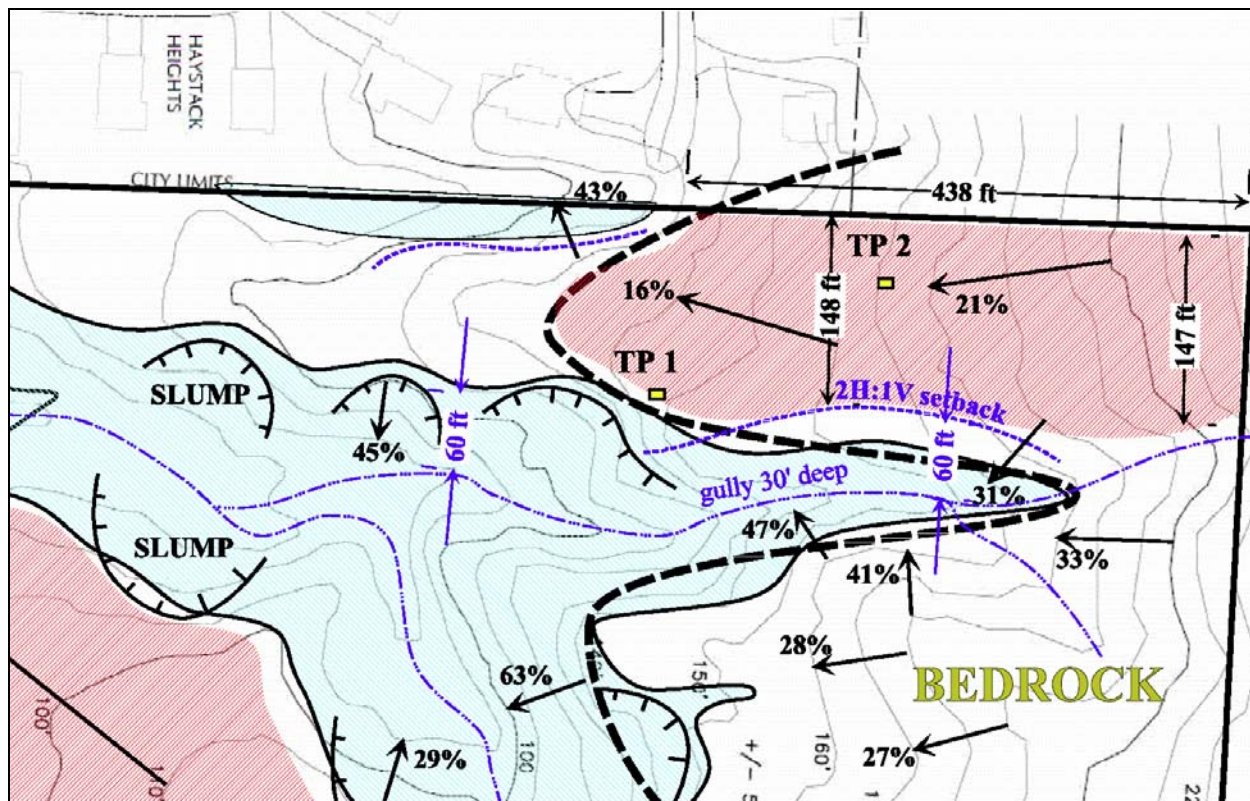 HAYSTACK
HEIGHTS
CITY LIMITS
43%
438 ft
TP 2
16%
148 ft
21%
147 ft
TP 1
2H:1V setback
SLUMP
45%
60 ft
60 ft
gully 30' deep
31%
47%
SLUMP
41%
33%
28%
63%
150'
BEDROCK
100'
100
29%
+/- 5
160'
27%